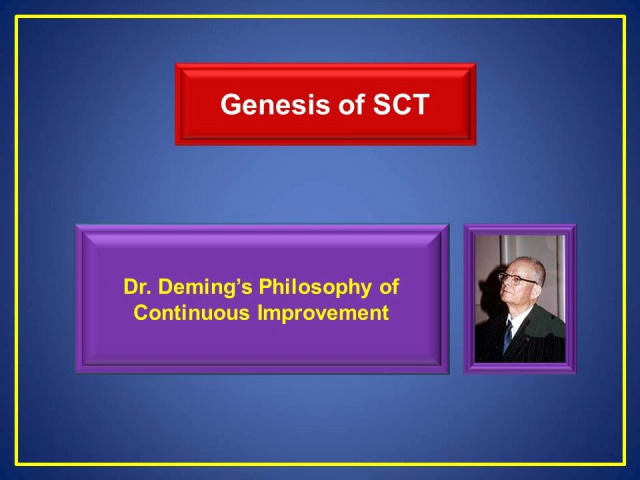 Genesis of SCT
Dr. Deming’s Philosophy of
Continuous Improvement